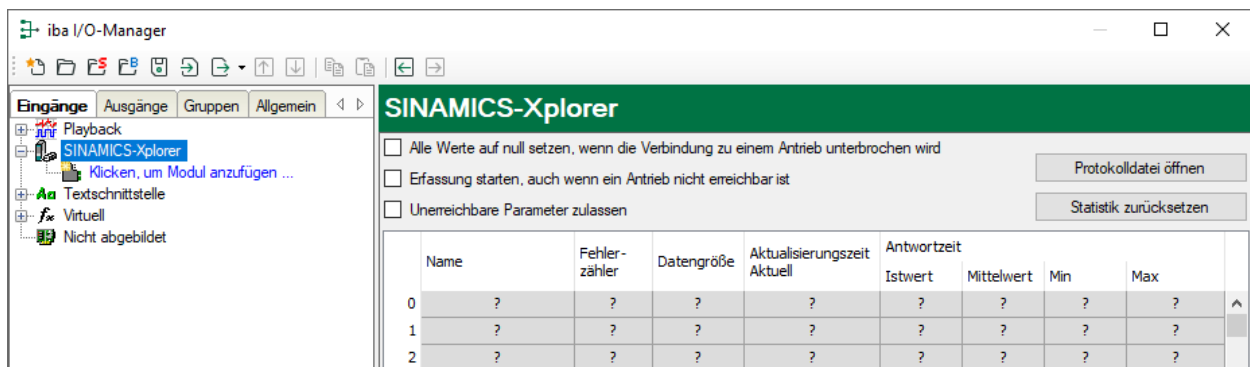 iba I/O-Manager
Eingänge Ausgänge Gruppen Allgemein
Playback
SINAMICS-Xplorer
Klicken, um Modul anzufügen ...
Textschnittstelle
Virtuell
Nicht abgebildet
SINAMICS-Xplorer
Alle Werte auf null setzen, wenn die Verbindung zu einem Antrieb unterbrochen wird
Erfassung starten, auch wenn ein Antrieb nicht erreichbar ist
Unerreichbare Parameter zulassen
Protokolldatei öffnen
Statistik zurücksetzen
Name Fehler-zähler Datengröße Aktualisierungszeit Aktuell Antwortzeit
Istwert Mittelwert Min Max
0 ? ? ? ? ? ? ? ?
1 ? ? ? ? ? ? ? ?
2 ? ? ? ? ? ? ? ?